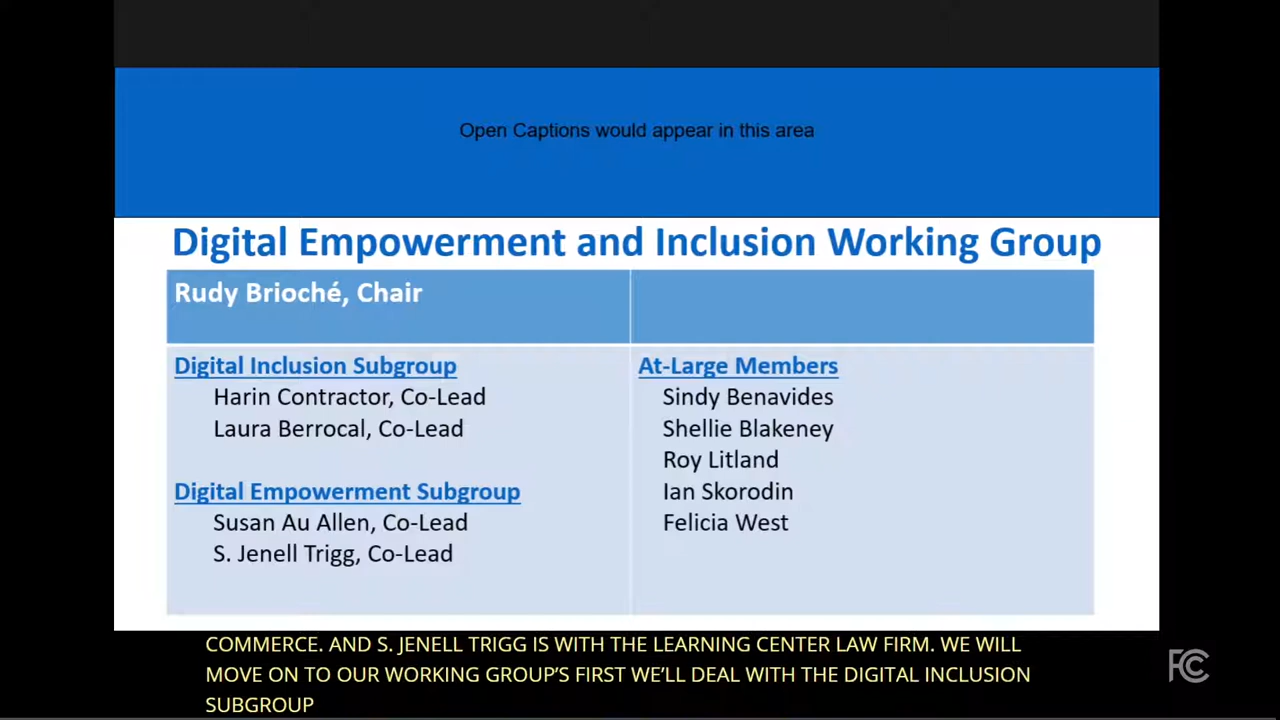 Open Captions would appear in this area
Digital Empowerment and Inclusion Working Group
Rudy Brioché, Chair
Digital Inclusion Subgroup
Harin Contractor, Co-Lead
Laura Berrocal, Co-Lead
Digital Empowerment Subgroup
Susan Au Allen, Co-Lead
S. Jenell Trigg, Co-Lead
At-Large Members
Sindy Benavides
Shellie Blakeney
Roy Litland
Ian Skorodin
Felicia West
COMMERCE. AND S. JENELL TRIGG IS WITH THE LEARNING CENTER LAW FIRM. WE WILL
MOVE ON TO OUR WORKING GROUP'S FIRST WE'LL DEAL WITH THE DIGITAL INCLUSION
SUBGROUP
FCC